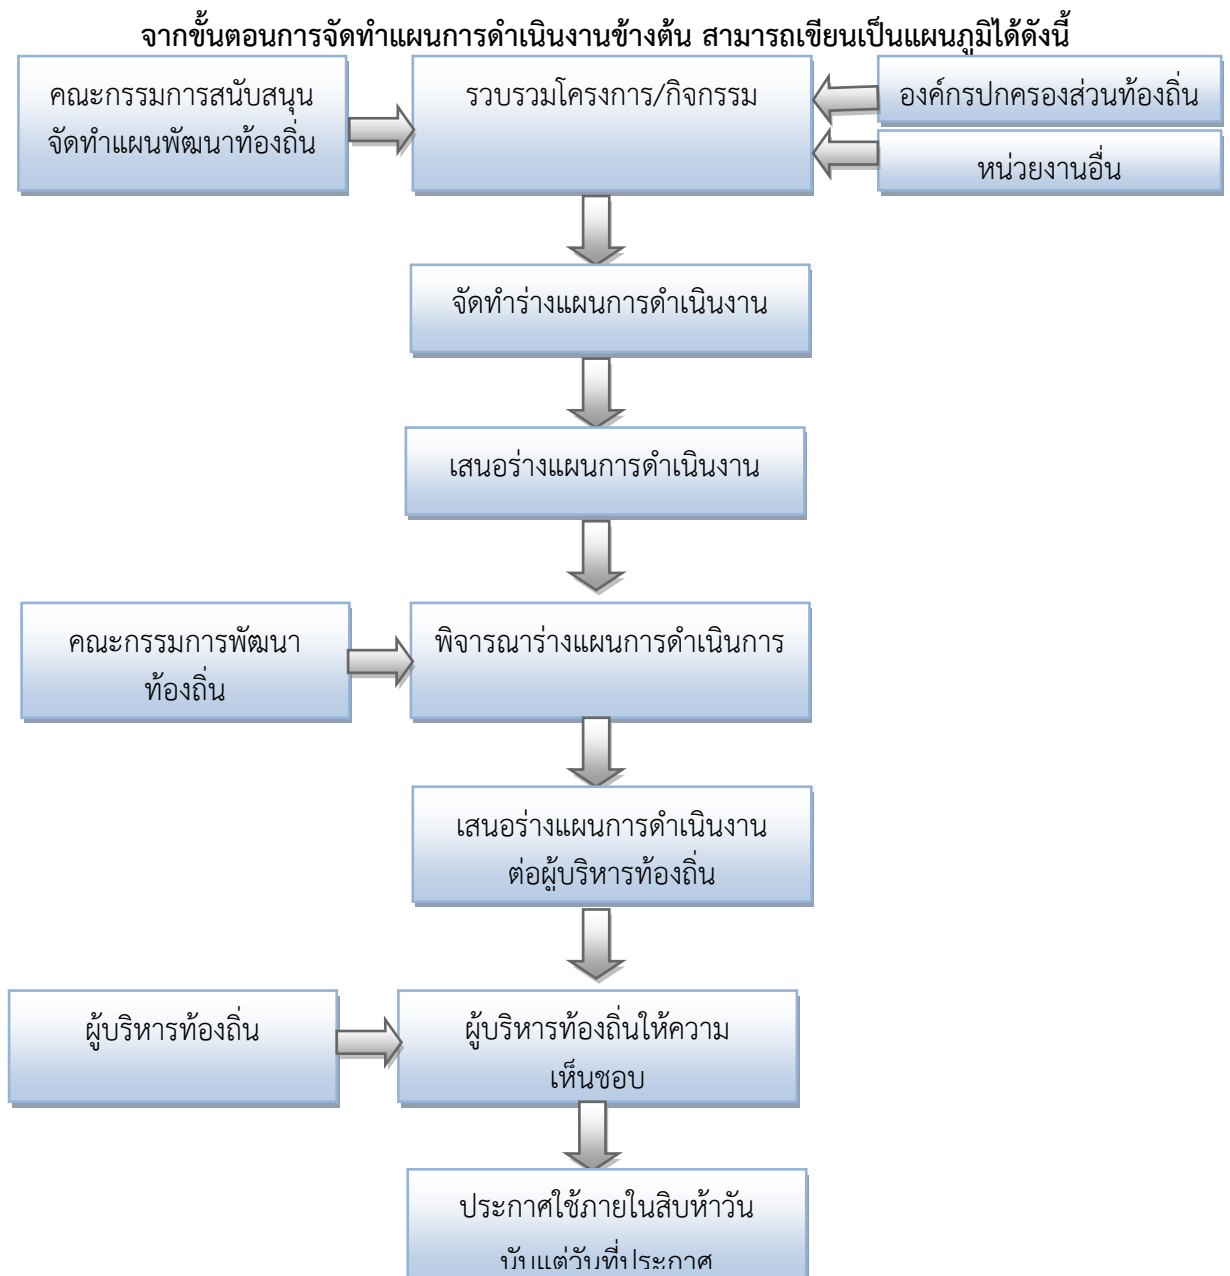 จากขั้นตอนการจัดทำแผนการดำเนินงานข้างต้น สามารถเขียนเป็นแผนภูมิได้ดังนี้
คณะกรรมการสนับสนุน
จัดทำแผนพัฒนาท้องถิ่น
รวบรวมโครงการ/กิจกรรม
องค์กรปกครองส่วนท้องถิ่น
หน่วยงานอื่น
จัดทำร่างแผนการดำเนินงาน
เสนอร่างแผนการดำเนินงาน
คณะกรรมการพัฒนา
ท้องถิ่น
พิจารณาร่างแผนการดำเนินการ
เสนอร่างแผนการดำเนินงาน
ต่อผู้บริหารท้องถิ่น
ผู้บริหารท้องถิ่น
ผู้บริหารท้องถิ่นให้ความ
เห็นชอบ
ประกาศใช้ภายในสิบห้าวัน
นับแต่วันที่ประกาศ